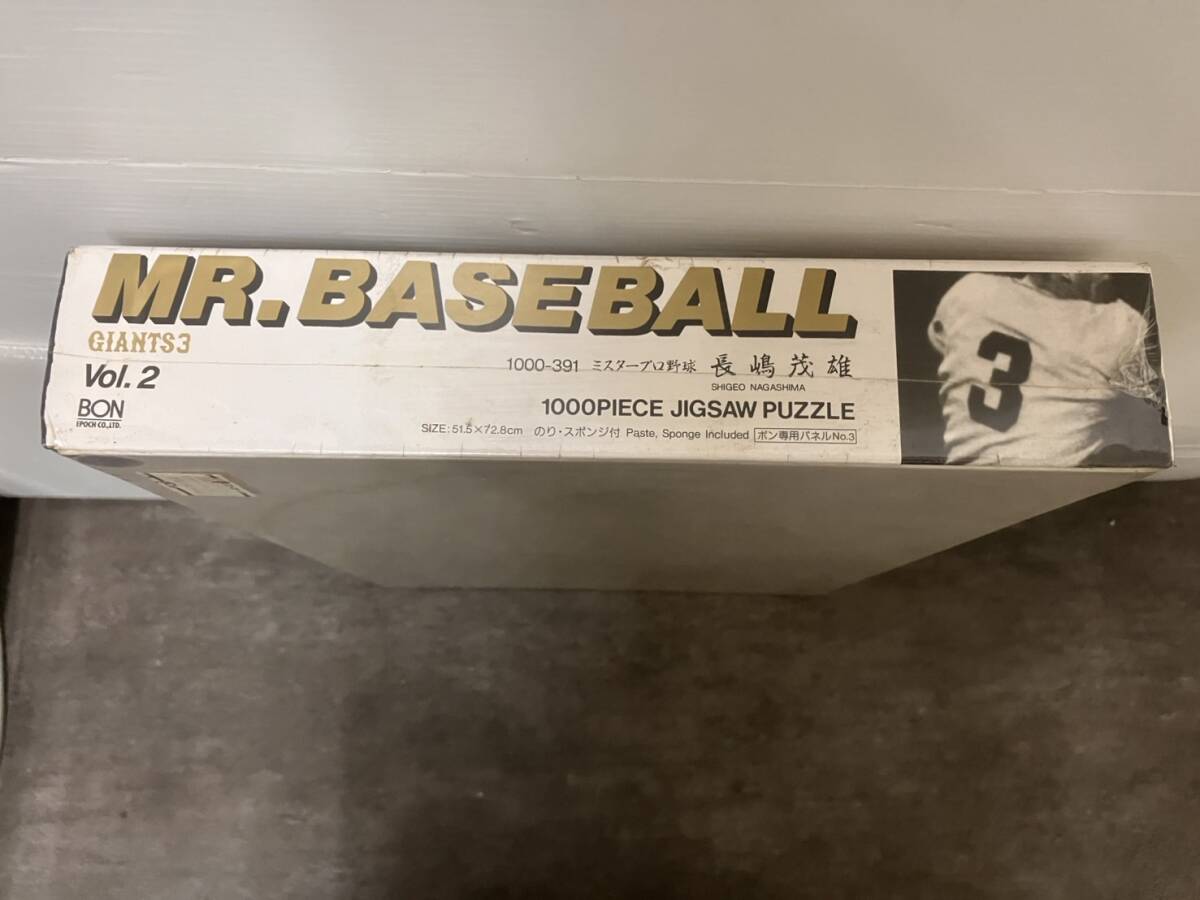 MR. BASEBALL
GIANTS3
Vol. 2
BON
EPOCH CO., LTD.
1000-391 ミスタープロ野球 長嶋茂雄
SHIGEO NAGASHIMA
1000PIECE JIGSAW PUZZLE
SIZE: 51.5×72.8cm のり・スポンジ付 Paste, Sponge Included ボン専用パネルNo.3
3